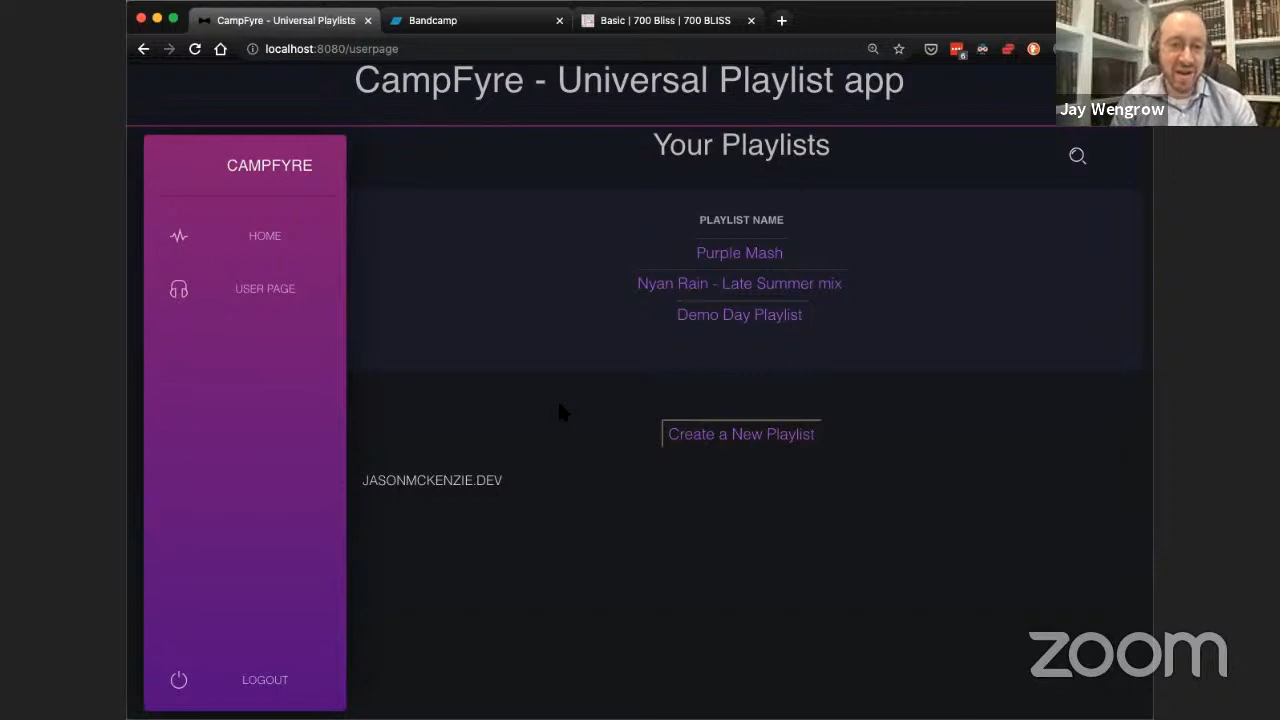 CampFyre - Universal Playlists
Bandcamp
Basic | 700 Bliss | 700 BLISS
localhost:8080/userpage
6
CampFyre - Universal Playlist app
Jay Wengrow
CAMPFYRE
HOME
USER PAGE
LOGOUT
Your Playlists
PLAYLIST NAME
Purple Mash
Nyan Rain - Late Summer mix
Demo Day Playlist
Create a New Playlist
JASONMCKENZIE.DEV
zoom